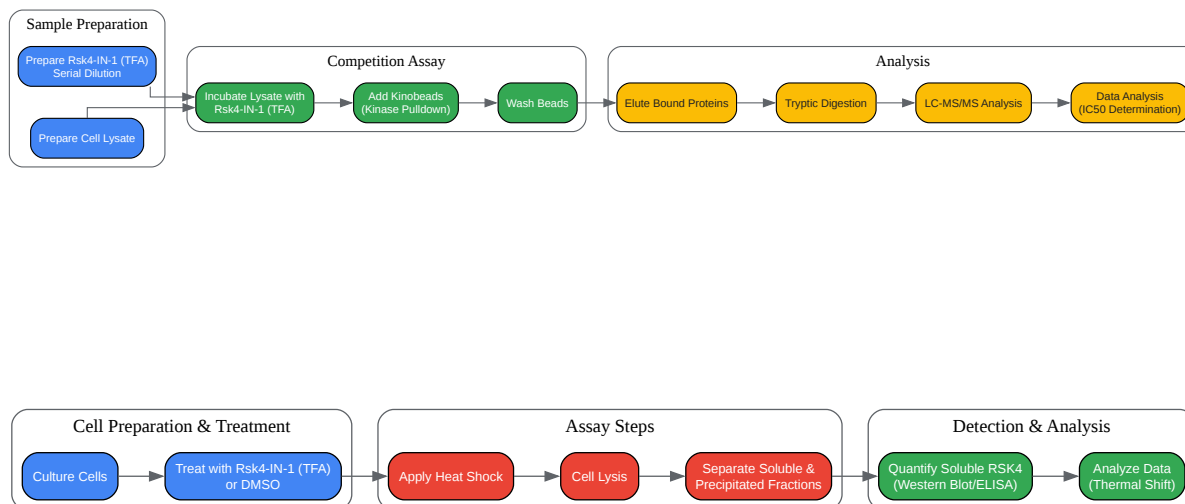 Sample Preparation
Prepare Rsk4-IN-1 (TFA)
Serial Dilution
Prepare Cell Lysate
Competition Assay
Incubate Lysate with
Rsk4-IN-1 (TFA)
Add Kinobeads
(Kinase Pulldown)
Wash Beads
Analysis
Elute Bound Proteins
Tryptic Digestion
LC-MS/MS Analysis
Data Analysis
(IC50 Determination)
Cell Preparation & Treatment
Culture Cells
Treat with Rsk4-IN-1 (TFA)
or DMSO
Assay Steps
Apply Heat Shock
Cell Lysis
Separate Soluble &
Precipitated Fractions
Detection & Analysis
Quantify Soluble RSK4
(Western Blot/ELISA)
Analyze Data
(Thermal Shift)